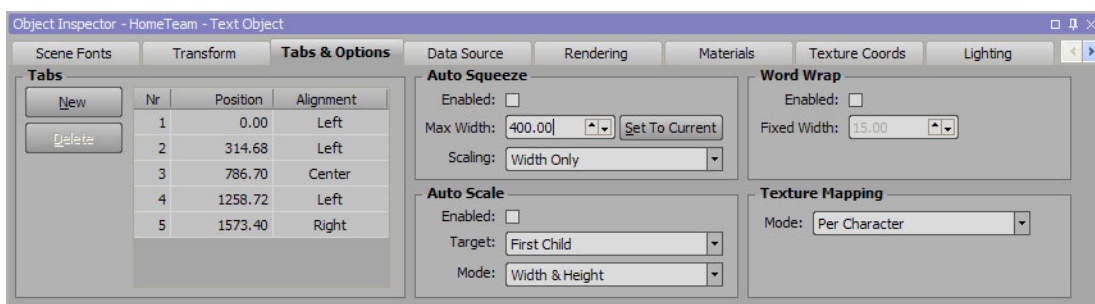 Object Inspector - HomeTeam - Text Object
Scene Fonts Transform Tabs & Options Data Source Rendering Materials Texture Coords Lighting
Tabs
New
Delete
Nr Position Alignment
1 0.00 Left
2 314.68 Left
3 786.70 Center
4 1258.72 Left
5 1573.40 Right
Auto Squeeze
Enabled:
Max Width: 400.00 Set To Current
Scaling: Width Only
Auto Scale
Enabled:
Target: First Child
Mode: Width & Height
Word Wrap
Enabled:
Fixed Width: 15.00
Texture Mapping
Mode: Per Character